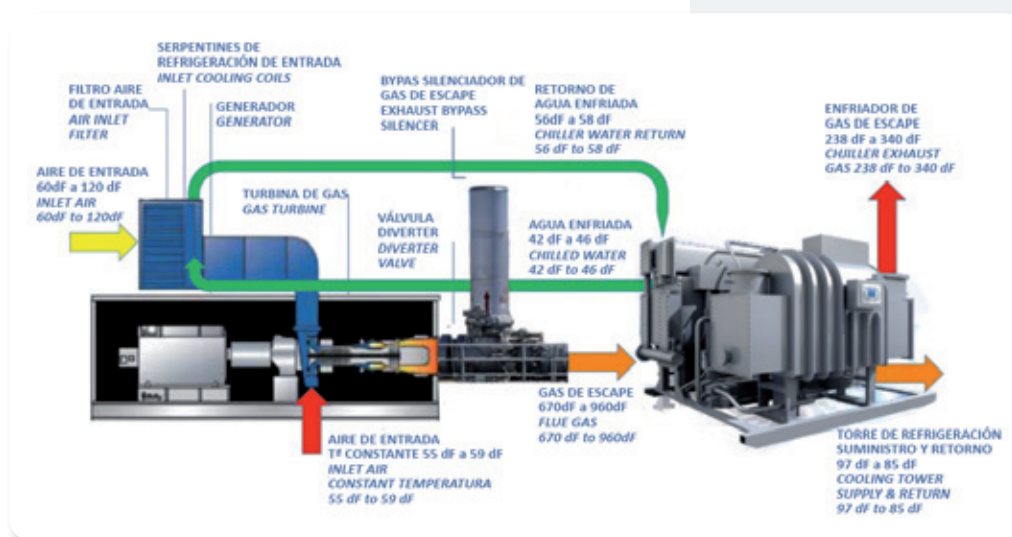 SERPENTINES DE
REFRIGERACIÓN DE ENTRADA
INLET COOLING COILS
FILTRO AIRE
DE ENTRADA
AIR INLET
FILTER
GENERADOR
GENERATOR
BYPAS SILENCIADOR DE
GAS DE ESCAPE
EXHAUST BYPASS
SILENCER
RETORNO DE
AGUA ENFRIADA
56dF a 58 dF
CHILLER WATER RETURN
56 dF to 58 dF
ENFRIADOR DE
GAS DE ESCAPE
238 dF a 340 dF
CHJILLER EXHAUST
GAS 238 dF to 340 dF
AIRE DE ENTRADA
60dF a 120 dF
INLET AIR
60dF to 120dF
TURBINA DE GAS
GAS TURBINE
VÁLVULA
DIVERTER
DIVERTER
VALVE
AGUA ENFRIADA
42 dF a 46 dF
CHILLED WATER
42 dF to 46 dF
AIRE DE ENTRADA
Tª CONSTANTE 55 dF a 59 dF
INLET AIR
CONSTANT TEMPERATURA
55 dF to 59 dF
GAS DE ESCAPE
670dF a 960dF
FLUE GAS
670 dF to 960dF
TORRE DE REFRIGERACIÓN
SUMINISTRO Y RETORNO
97 dF a 85 dF
COOLING TOWER
SUPPLY & RETURN
97 dF to 85 dF